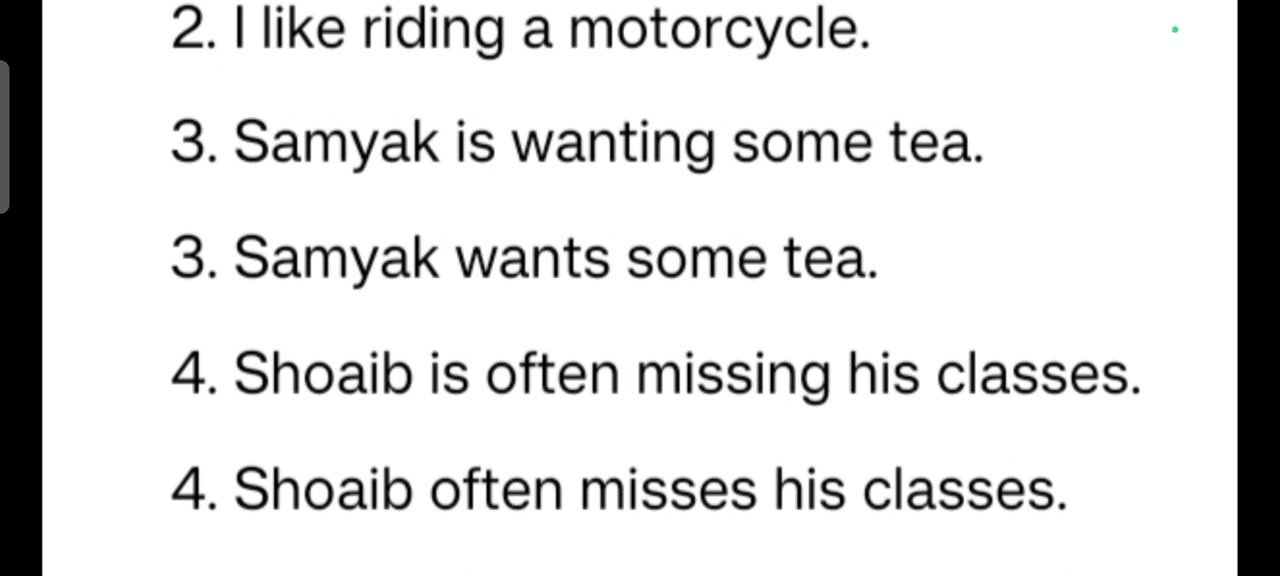 2. I like riding a motorcycle.
3. Samyak is wanting some tea.
3. Samyak wants some tea.
4. Shoaib is often missing his classes.
4. Shoaib often misses his classes.